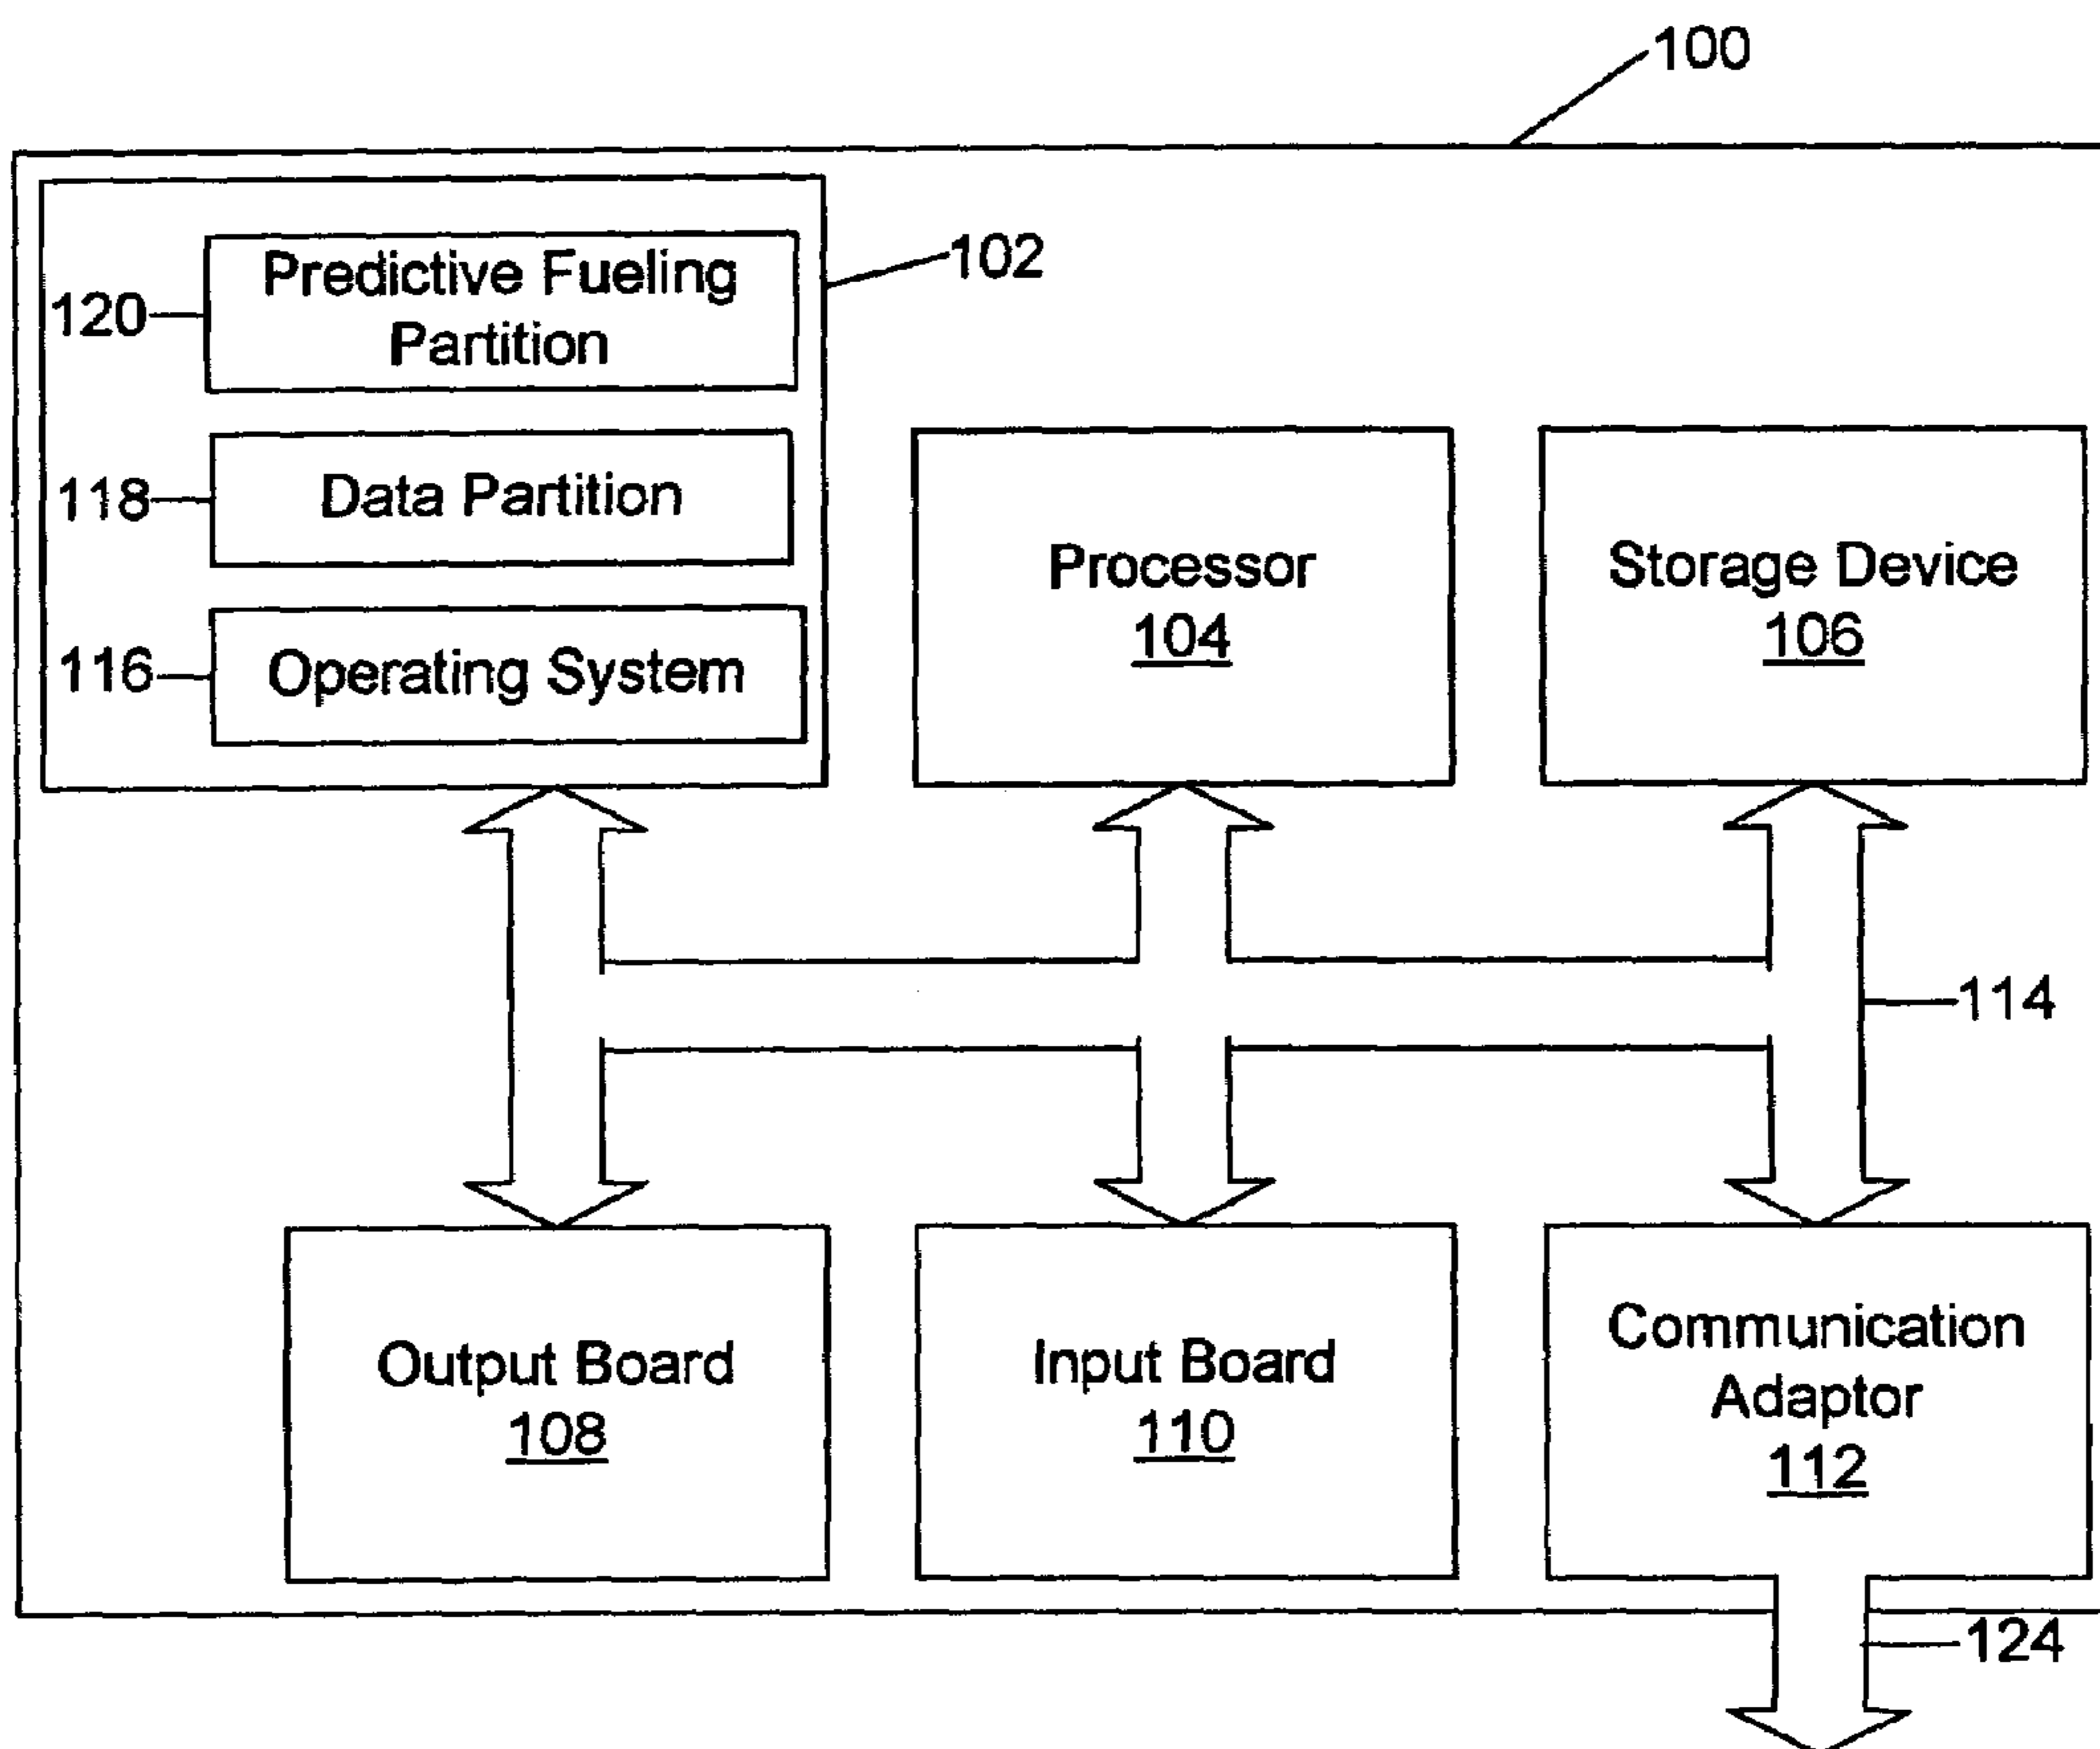 100
102
Predictive Fueling
Partition
120
Data Partition
118
Operating System
116
Processor
104
Storage Device
106
114
Output Board
108
Input Board
110
Communication
Adaptor
112
124